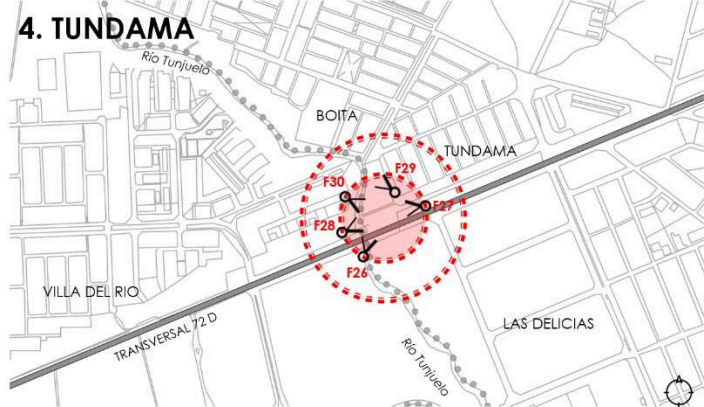 4. TUNDAMA
Río Tunjuelo
BOITA
TUNDAMA
F29
F30
F27
F28
F26
VILLA DEL RIO
TRANSVERSAL 72 D
LAS DELICIAS
Río Tunjuelo